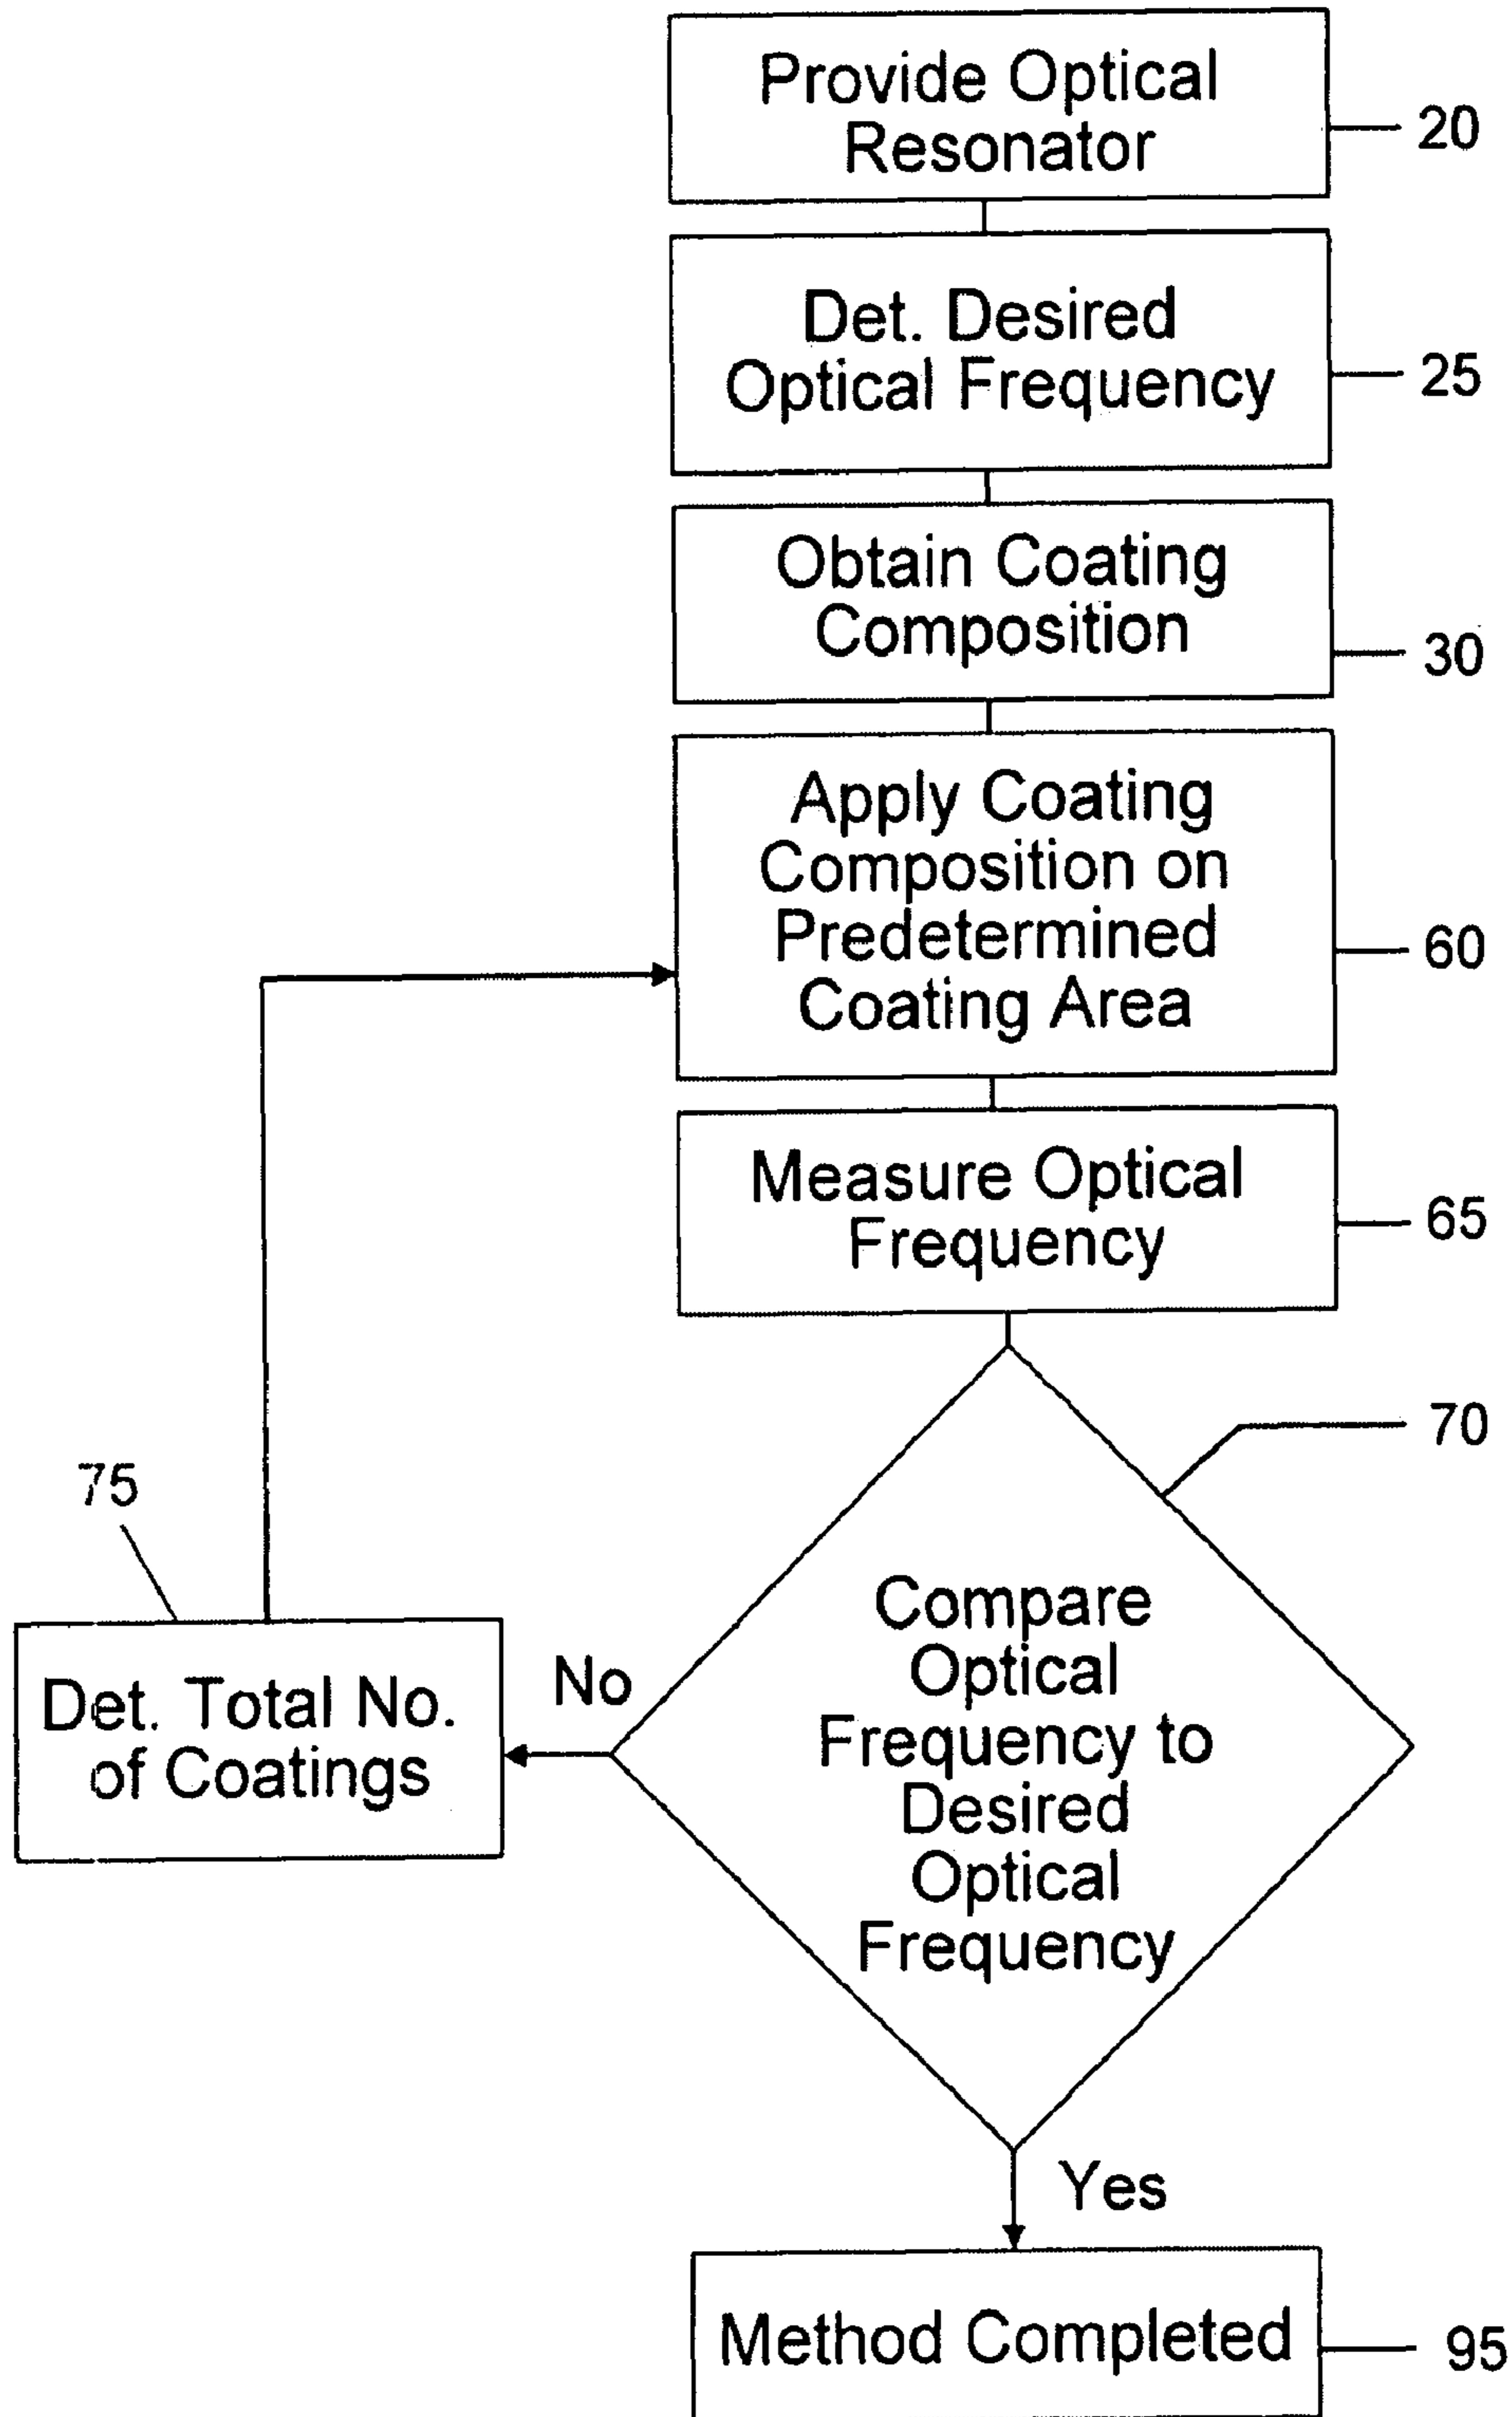 Provide Optical
Resonator
20
Det. Desired
Optical Frequency
25
Obtain Coating
Composition
30
Apply Coating
Composition on
Predetermined
Coating Area
60
Measure Optical
Frequency
65
70
Compare
Optical
Frequency to
Desired
Optical
Frequency
75
Det. Total No.
of Coatings
No
Yes
Method Completed
95